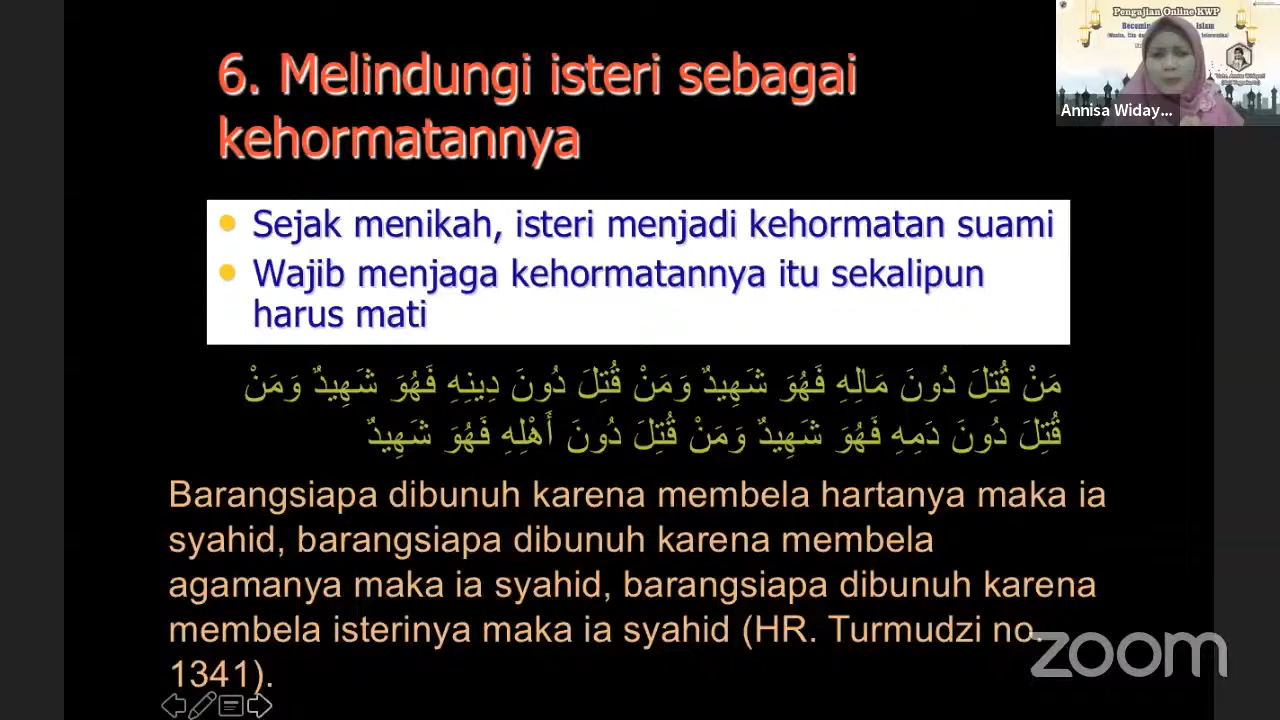 6. Melindungi isteri sebagai
kehormatannya
Pengajian Online KWP
Annisa Widay...
• Sejak menikah, isteri menjadi kehormatan suami
• Wajib menjaga kehormatannya itu sekalipun
harus mati
مَنْ قُتِلَ دُونَ مَالِهِ فَهُوَ شَهِيدٌ وَمَنْ قُتِلَ دُونَ دِينِهِ فَهُوَ شَهِيدٌ وَمَنْ
قُتِلَ دُونَ دَمِهِ فَهُوَ شَهِيدٌ وَمَنْ قُتِلَ دُونَ أَهْلِهِ فَهُوَ شَهِيدٌ
Barangsiapa dibunuh karena membela hartanya maka ia
syahid, barangsiapa dibunuh karena membela
agamanya maka ia syahid, barangsiapa dibunuh karena
membela isterinya maka ia syahid (HR. Turmudzi no.
1341).
zoom